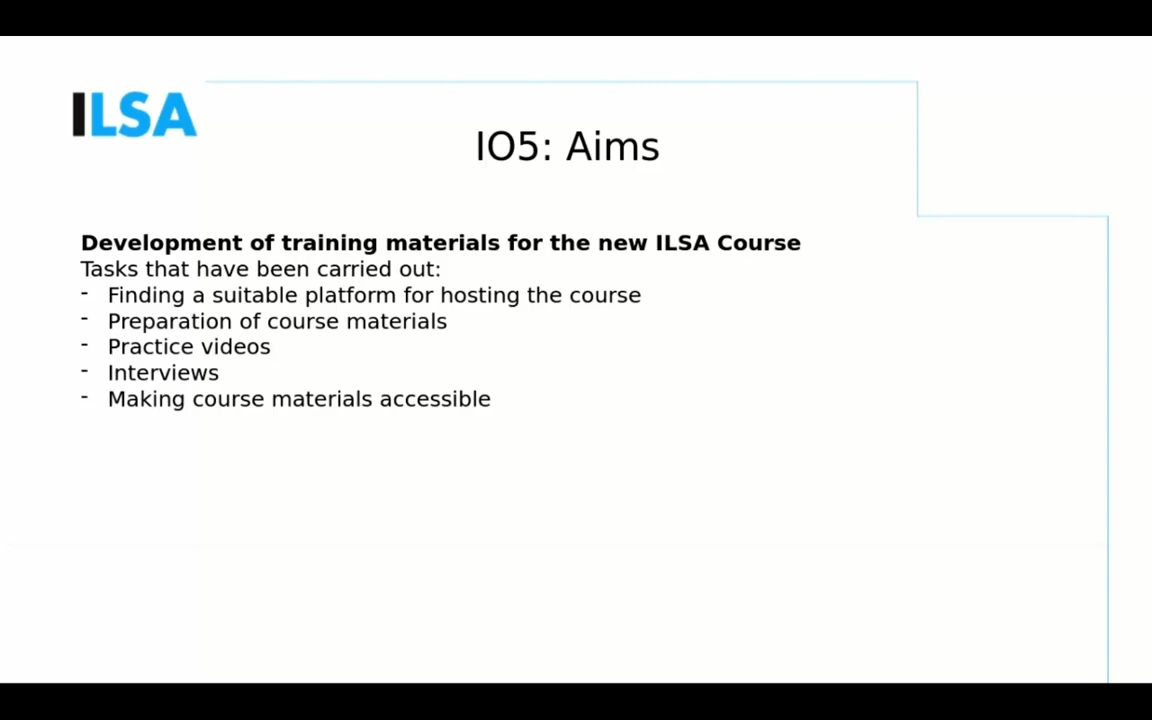 ILSA
IO5: Aims
Development of training materials for the new ILSA Course
Tasks that have been carried out:
- Finding a suitable platform for hosting the course
- Preparation of course materials
- Practice videos
- Interviews
- Making course materials accessible